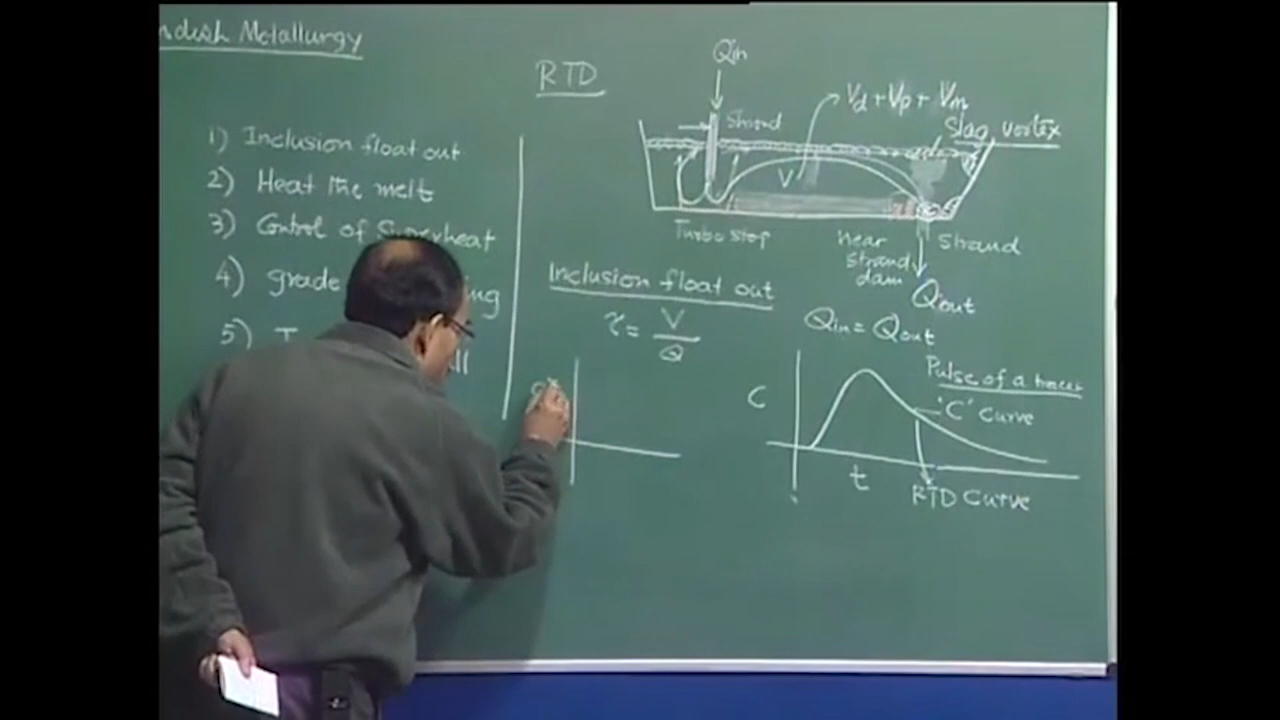 Metallurgy
1) Inclusion float out
2) Heat the melt
3) Control of Superheat
4) grade
5)
RTD
Qin
Shroud
Vd + Vp + Vm
Slag vortex
V
Turbo stop
near
strand
dam
Strand
Qout
Inclusion float out
τ = V
Q
Qin = Qout
C
Pulse of a tracer
'C' Curve
t
RTD Curve